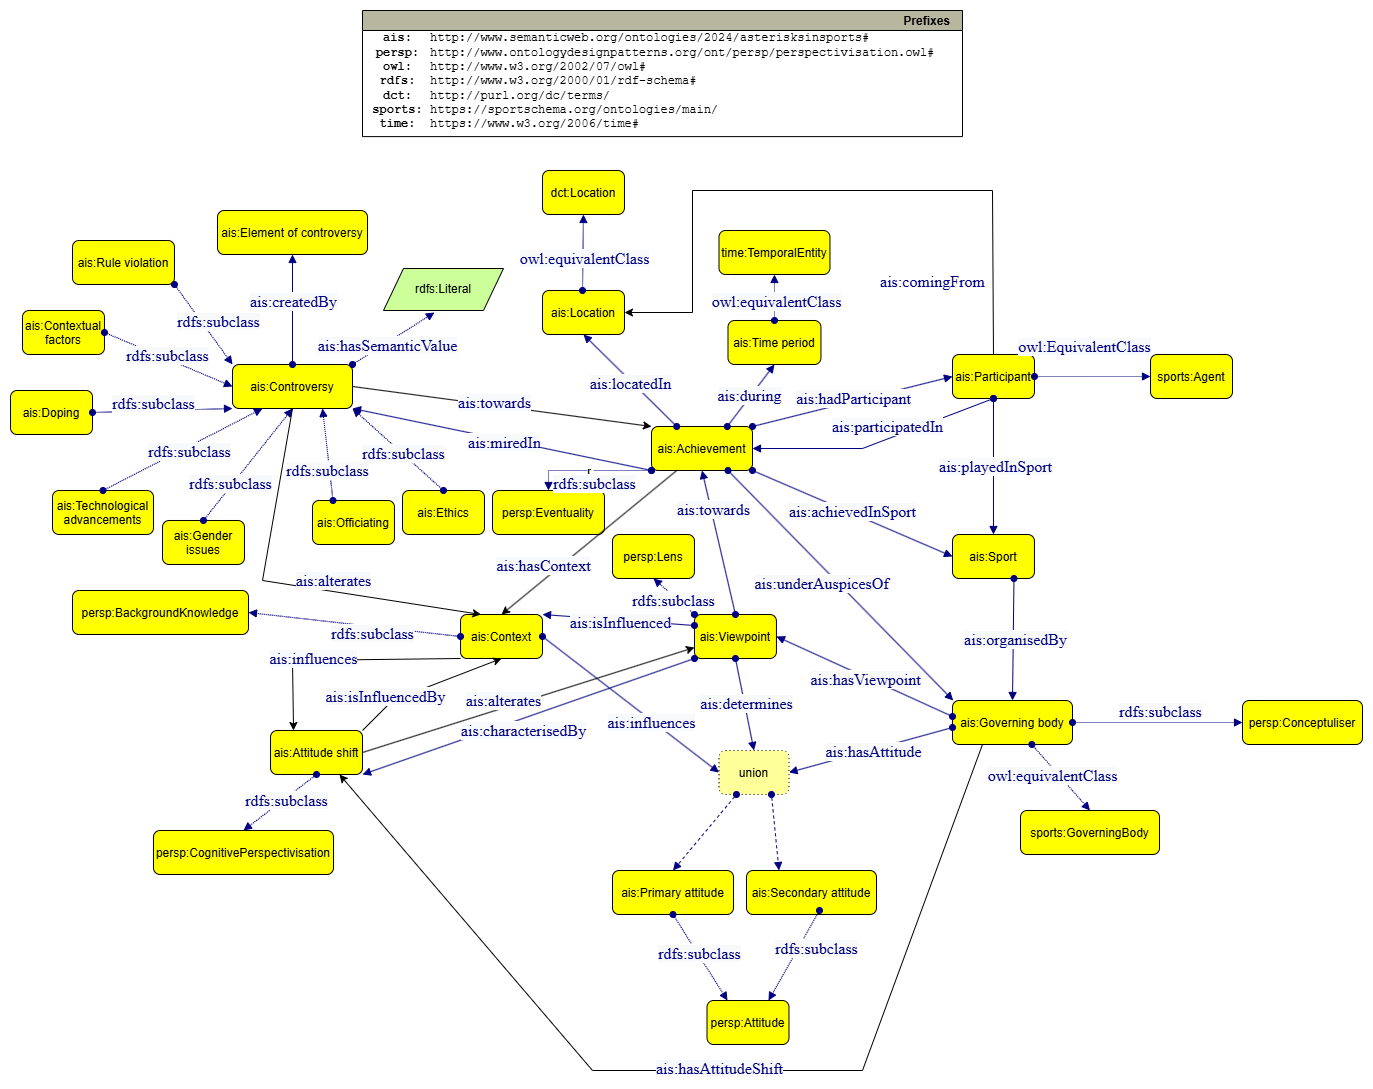 Prefixes
ais: http://www.semanticweb.org/ontologies/2024/asterisksinsports#
persp: http://www.ontologydesignpatterns.org/ont/persp/perspectivisation.owl#
owl: http://www.w3.org/2002/07/owl#
rdfs: http://www.w3.org/2000/01/rdf-schema#
dct: http://purl.org/dc/terms/
sports: https://sportschema.org/ontologies/main/
time: https://www.w3.org/2006/time#
dct:Location
ais:Element of controversy
ais:Rule violation
time:TemporalEntity
owl:equivalentClass
ais:comingFrom
rdfs:Literal
ais:createdBy
owl:equivalentClass
ais:Location
rdfs:subclass
ais:Contextual
factors
ais:hasSemanticValue
ais:Time period
owl:EquivalentClass
rdfs:subclass
ais:Controversy
ais:Participant
sports:Agent
ais:locatedIn
ais:during
ais:hadParticipant
ais:Doping
rdfs:subclass
ais:towards
ais:participatedIn
ais:miredIn
ais:Achievement
rdfs:subclass
rdfs:subclass
rdfs:subclass
rdfs:subclass
r
rdfs:subclass
ais:playedInSport
ais:Technological
advancements
ais:Gender
issues
ais:Officiating
ais:Ethics
persp:Eventuality
ais:towards
ais:achievedInSport
ais:hasContext
persp:Lens
ais:Sport
ais:alterates
ais:underAuspicesOf
rdfs:subclass
persp:BackgroundKnowledge
rdfs:subclass
ais:Context
ais:isInfluenced
ais:Viewpoint
ais:organisedBy
ais:influences
ais:hasViewpoint
ais:isInfluencedBy
ais:alterates
ais:determines
ais:characterisedBy
ais:influences
ais:Governing body
rdfs:subclass
persp:Conceptuliser
ais:Attitude shift
ais:hasAttitude
union
owl:equivalentClass
rdfs:subclass
sports:GoverningBody
persp:CognitivePerspectivisation
ais:Primary attitude
ais:Secondary attitude
rdfs:subclass
rdfs:subclass
persp:Attitude
ais:hasAttitudeShift